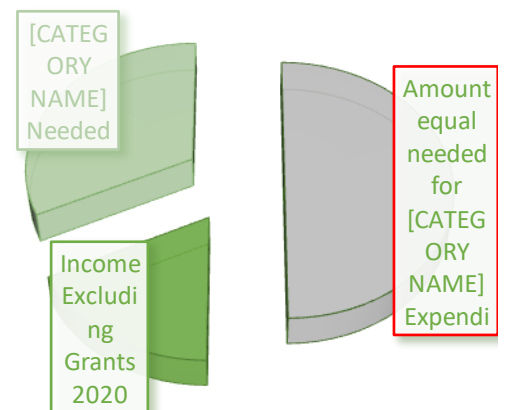 [CATEG
ORY
NAME]
Needed
Amount
equal
needed
for
[CATEG
ORY
NAME]
Expendi
Income
Excludi
ng
Grants
2020